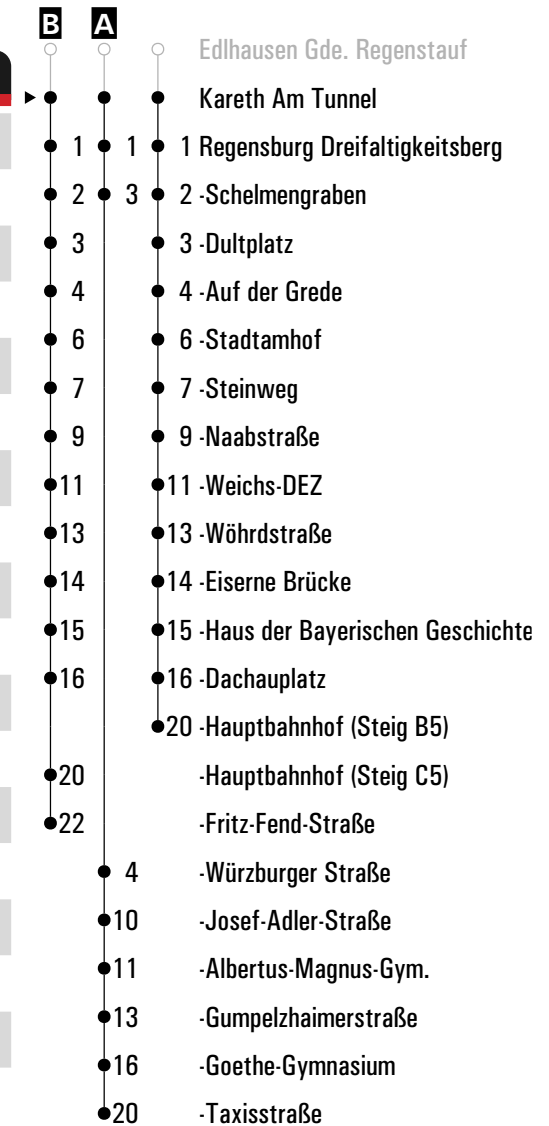 B A
Edlhausen Gde. Regenstauf
Kareth Am Tunnel
1 1 1 Regensburg Dreifaltigkeitsberg
2 3 2 -Schelmengraben
3 3 -Dultplatz
4 4 -Auf der Grede
6 6 -Stadtamhof
7 7 -Steinweg
9 9 -Naabstraße
11 11 -Weichs-DEZ
13 13 -Wöhrdstraße
14 14 -Eiserne Brücke
15 15 -Haus der Bayerischen Geschichte
16 16 -Dachauplatz
20 -Hauptbahnhof (Steig B5)
20 -Hauptbahnhof (Steig C5)
22 -Fritz-Fend-Straße
4 -Würzburger Straße
10 -Josef-Adler-Straße
11 -Albertus-Magnus-Gym.
13 -Gumpelzhaimerstraße
16 -Goethe-Gymnasium
20 -Taxisstraße